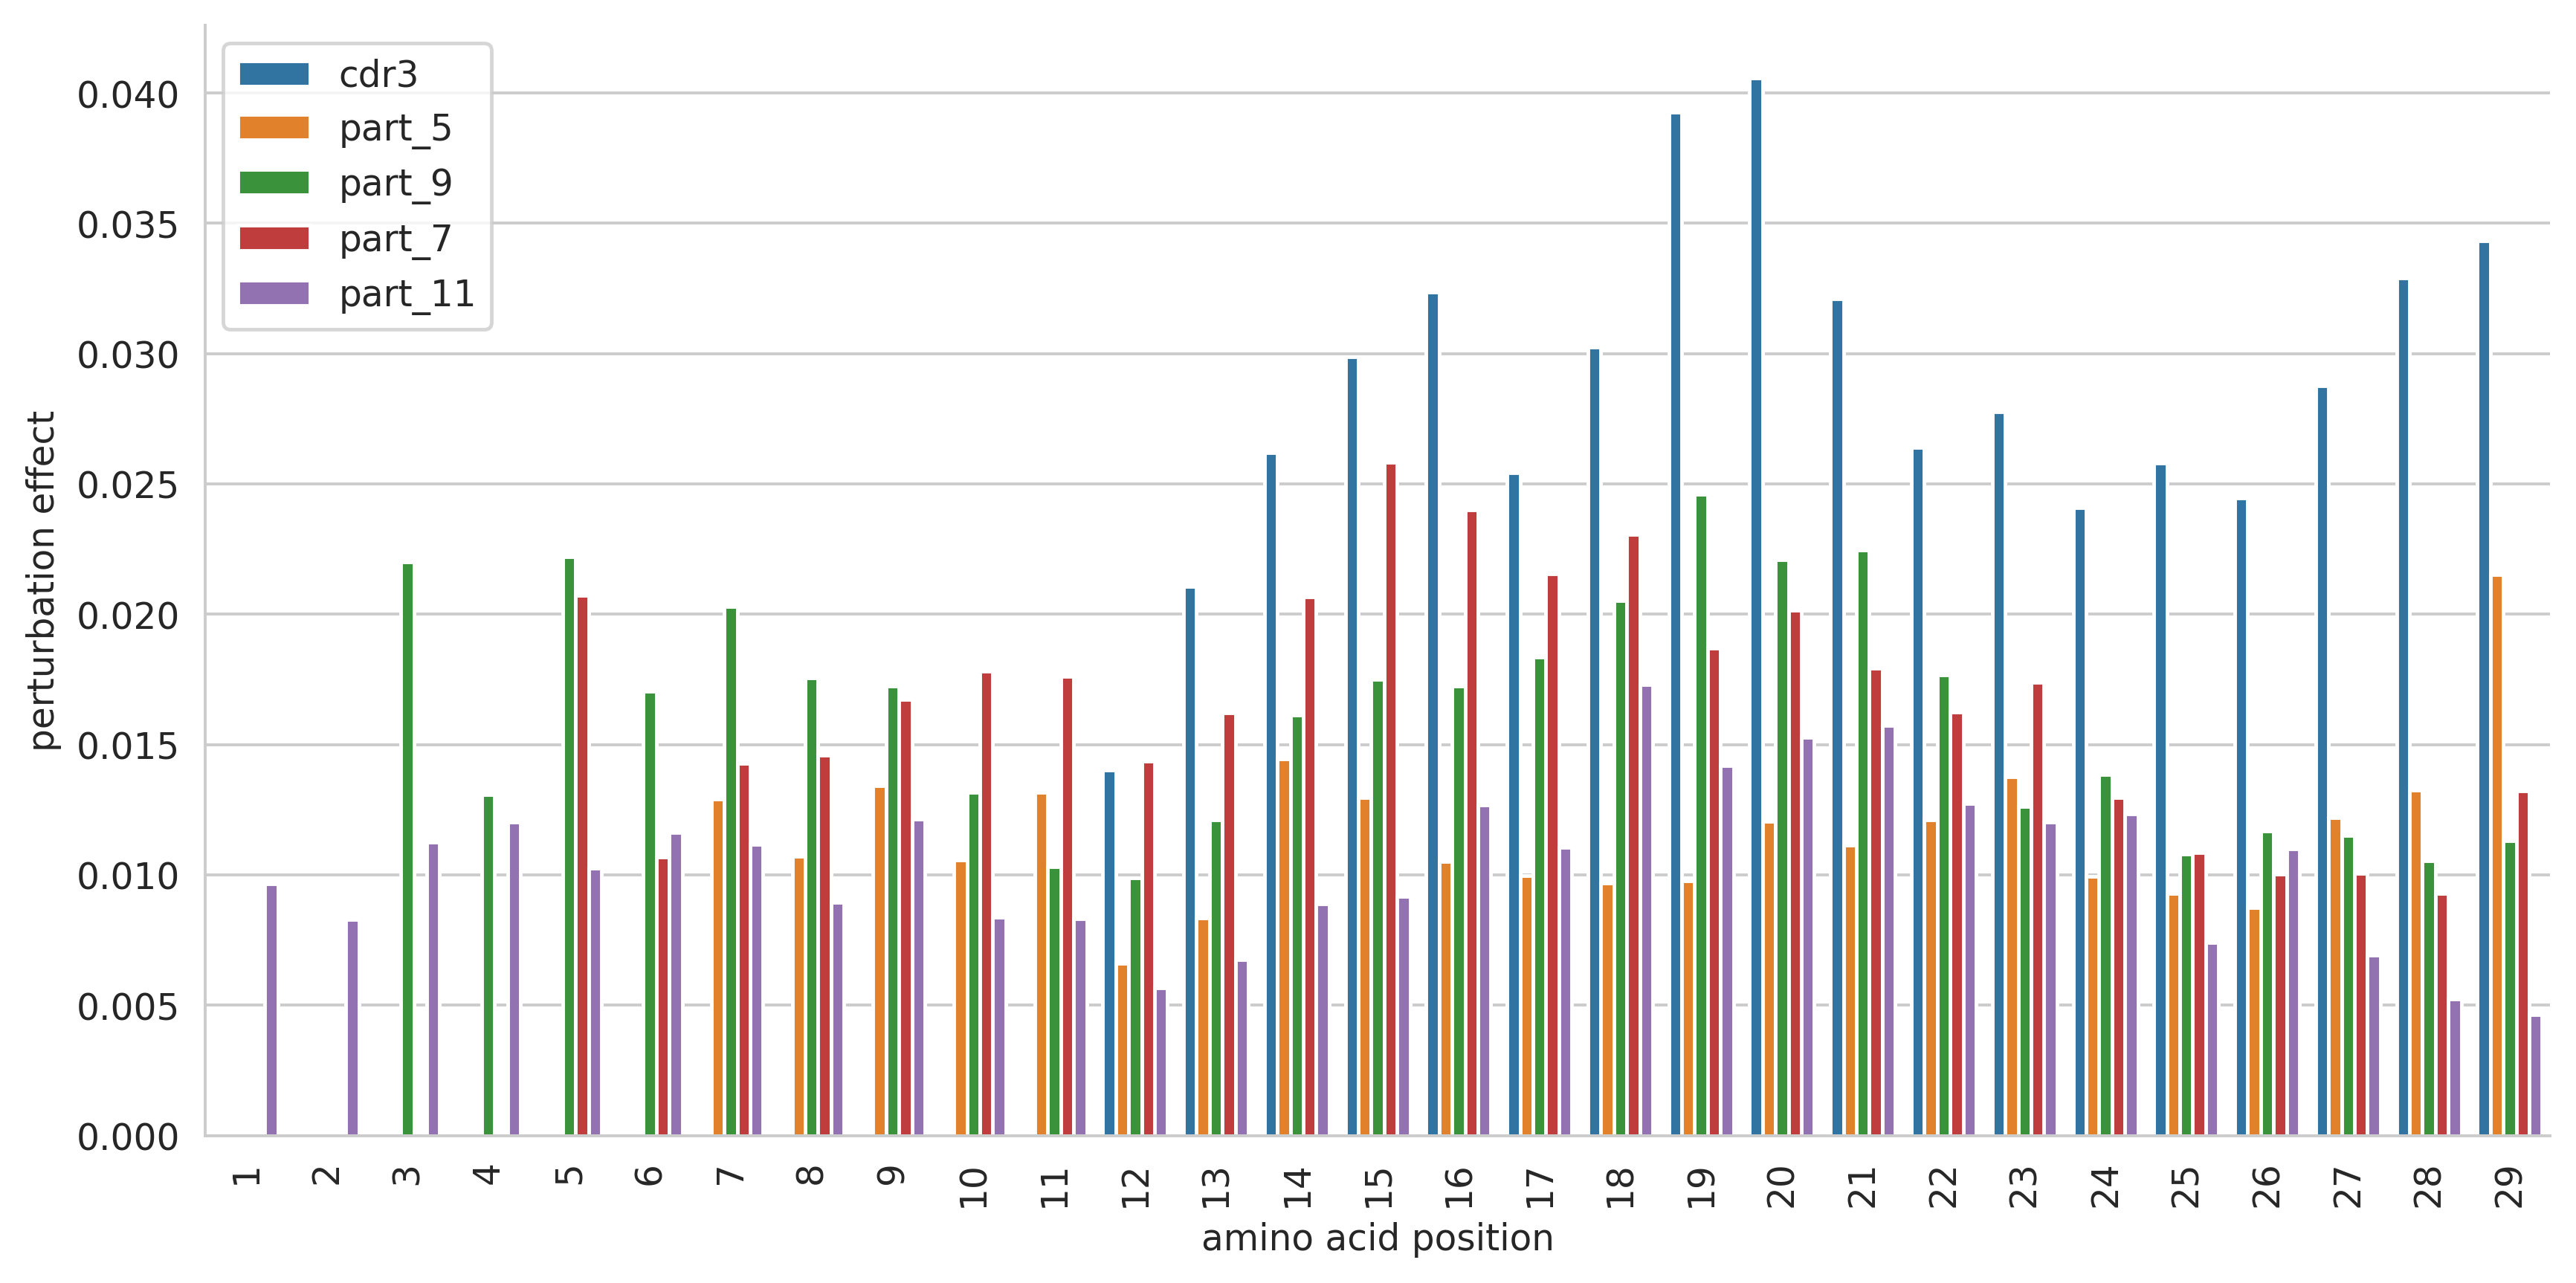 cdr3
part_5
part_9
part_7
part_11
0.040
0.035
0.030
0.025
0.020
0.015
0.010
0.005
0.000
perturbation effect
1 2 3 4 5 6 7 8 9 10 11 12 13 14 15 16 17 18 19 20 21 22 23 24 25 26 27 28 29
amino acid position